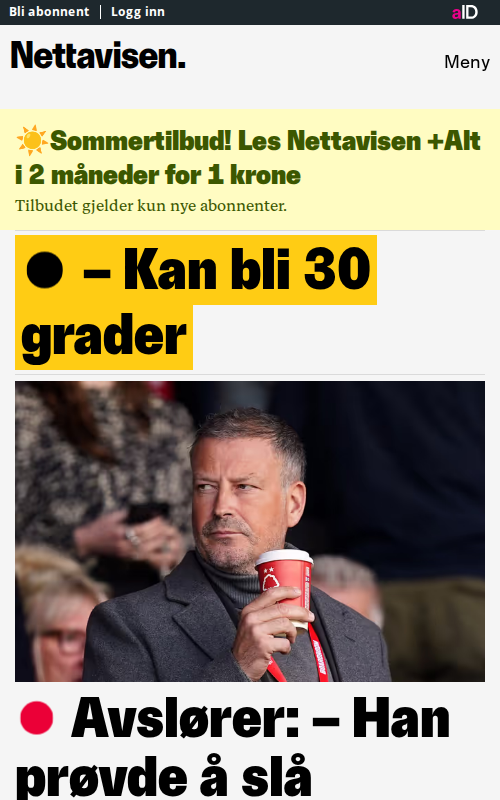 Bli abonnent
Logg inn
aID
Nettavisen.
Meny
Sommertilbud! Les Nettavisen +Alt
i 2 måneder for 1 krone
Tilbudet gjelder kun nye abonnenter.
– Kan bli 30
grader
Avslører: – Han
prøvde å slå